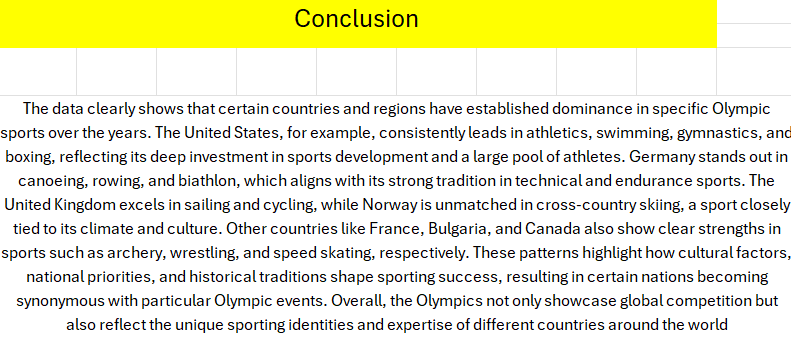 Conclusion
The data clearly shows that certain countries and regions have established dominance in specific Olympic
sports over the years. The United States, for example, consistently leads in athletics, swimming, gymnastics, and
boxing, reflecting its deep investment in sports development and a large pool of athletes. Germany stands out in
canoeing, rowing, and biathlon, which aligns with its strong tradition in technical and endurance sports. The
United Kingdom excels in sailing and cycling, while Norway is unmatched in cross-country skiing, a sport closely
tied to its climate and culture. Other countries like France, Bulgaria, and Canada also show clear strengths in
sports such as archery, wrestling, and speed skating, respectively. These patterns highlight how cultural factors,
national priorities, and historical traditions shape sporting success, resulting in certain nations becoming
synonymous with particular Olympic events. Overall, the Olympics not only showcase global competition but
also reflect the unique sporting identities and expertise of different countries around the world